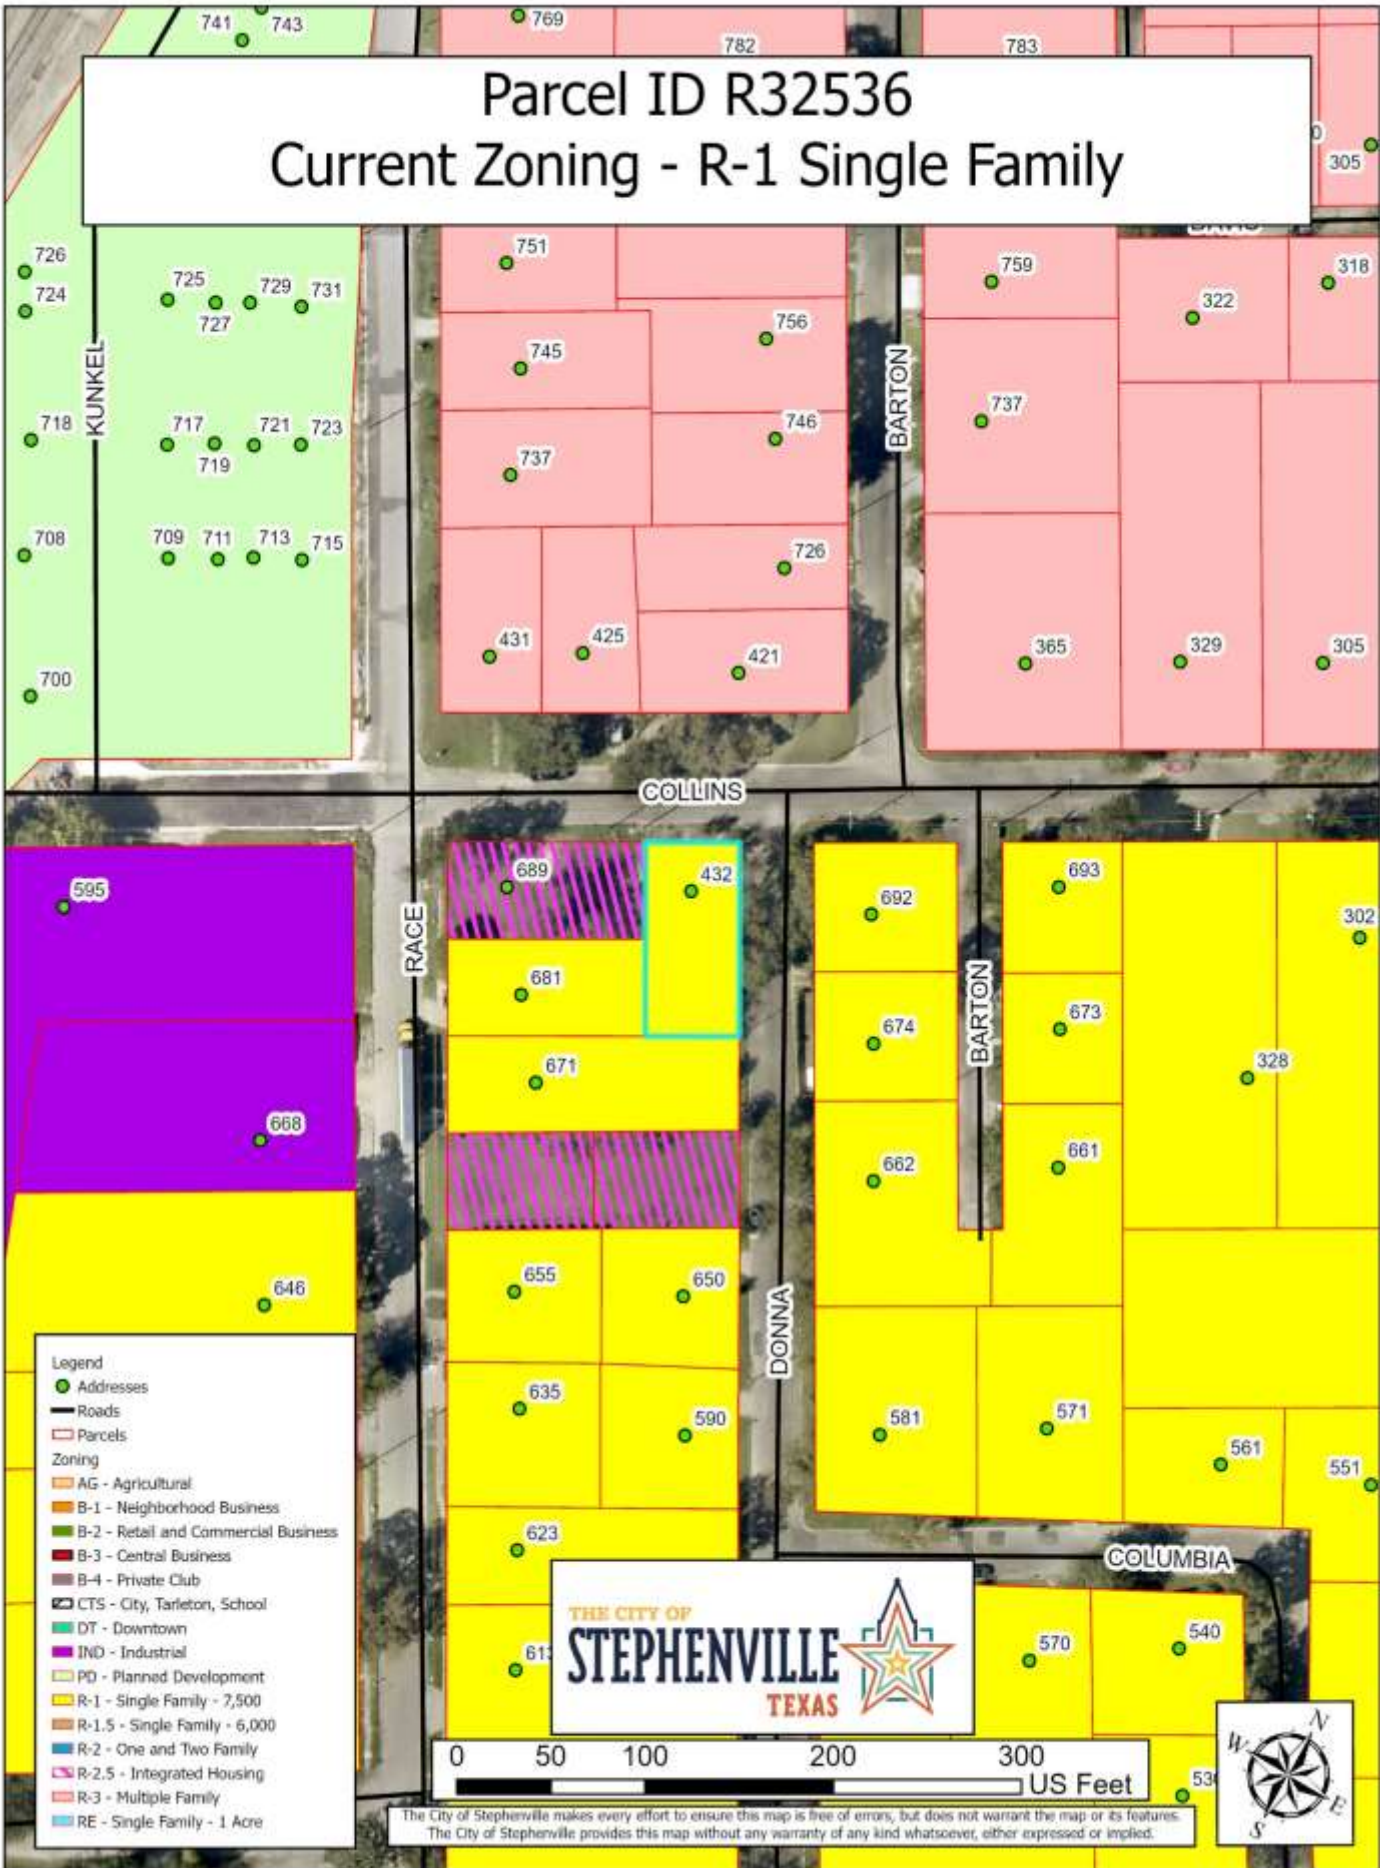 741
743
769
782
783
Parcel ID R32536
Current Zoning - R-1 Single Family
305
726
724
725
727
729
731
KUNKEL
718
717
719
721
723
708
709
711
713
715
700
751
745
756
737
746
726
431
425
421
BARTON
759
737
322
318
365
329
305
COLLINS
595
RACE
689
432
681
671
668
646
692
674
662
BARTON
693
673
661
302
328
655
650
635
590
DONNA
581
571
561
551
623
613
COLUMBIA
570
540
Legend
Addresses
Roads
Parcels
Zoning
AG - Agricultural
B-1 - Neighborhood Business
B-2 - Retail and Commercial Business
B-3 - Central Business
B-4 - Private Club
CTS - City, Tarleton, School
DT - Downtown
IND - Industrial
PD - Planned Development
R-1 - Single Family - 7,500
R-1.5 - Single Family - 6,000
R-2 - One and Two Family
R-2.5 - Integrated Housing
R-3 - Multiple Family
RE - Single Family - 1 Acre
THE CITY OF
STEPHENVILLE
TEXAS
0 50 100 200 300
US Feet
The City of Stephenville makes every effort to ensure this map is free of errors, but does not warrant the map or its features.
The City of Stephenville provides this map without any warranty of any kind whatsoever, either expressed or implied.
N
W
E
S